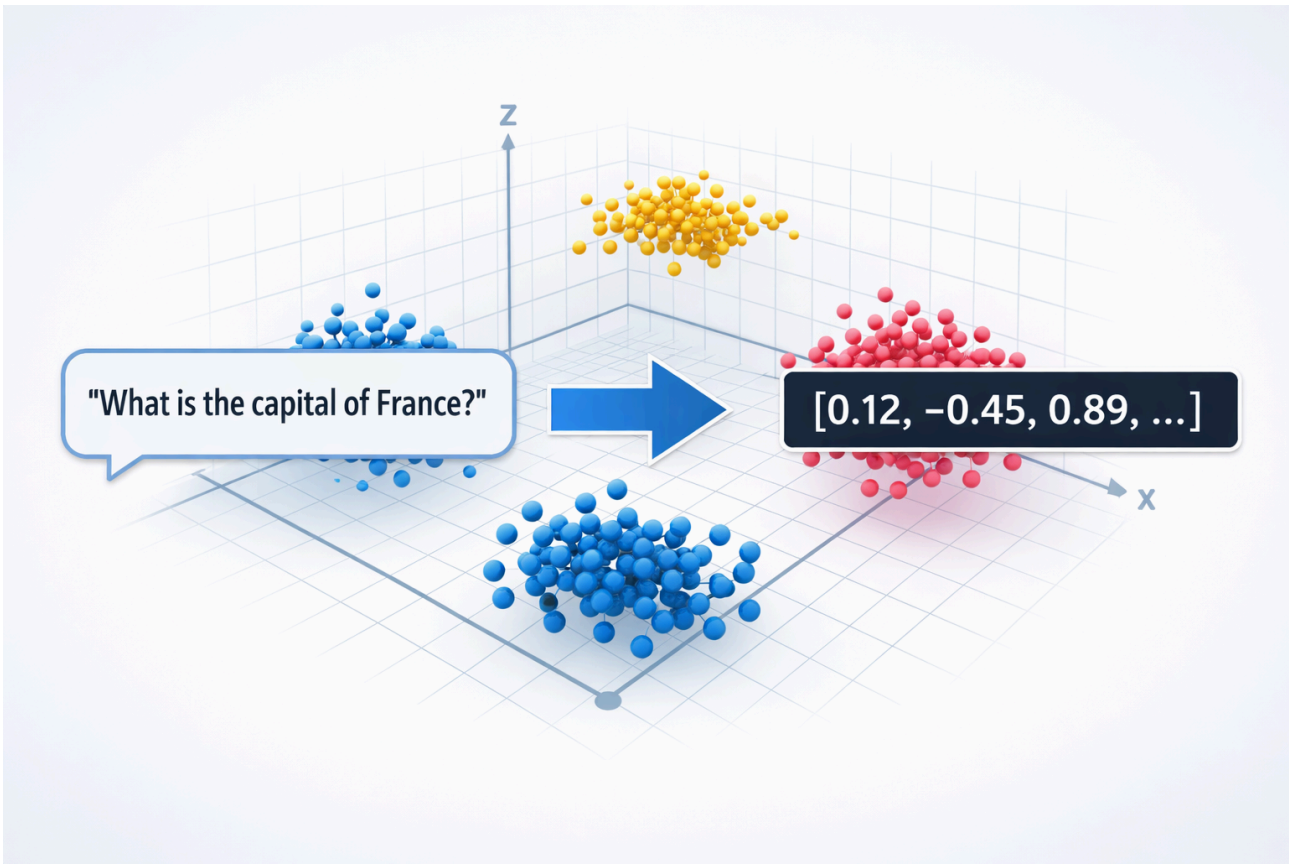 Z
"What is the capital of France?"
[0.12, −0.45, 0.89, ...]
X